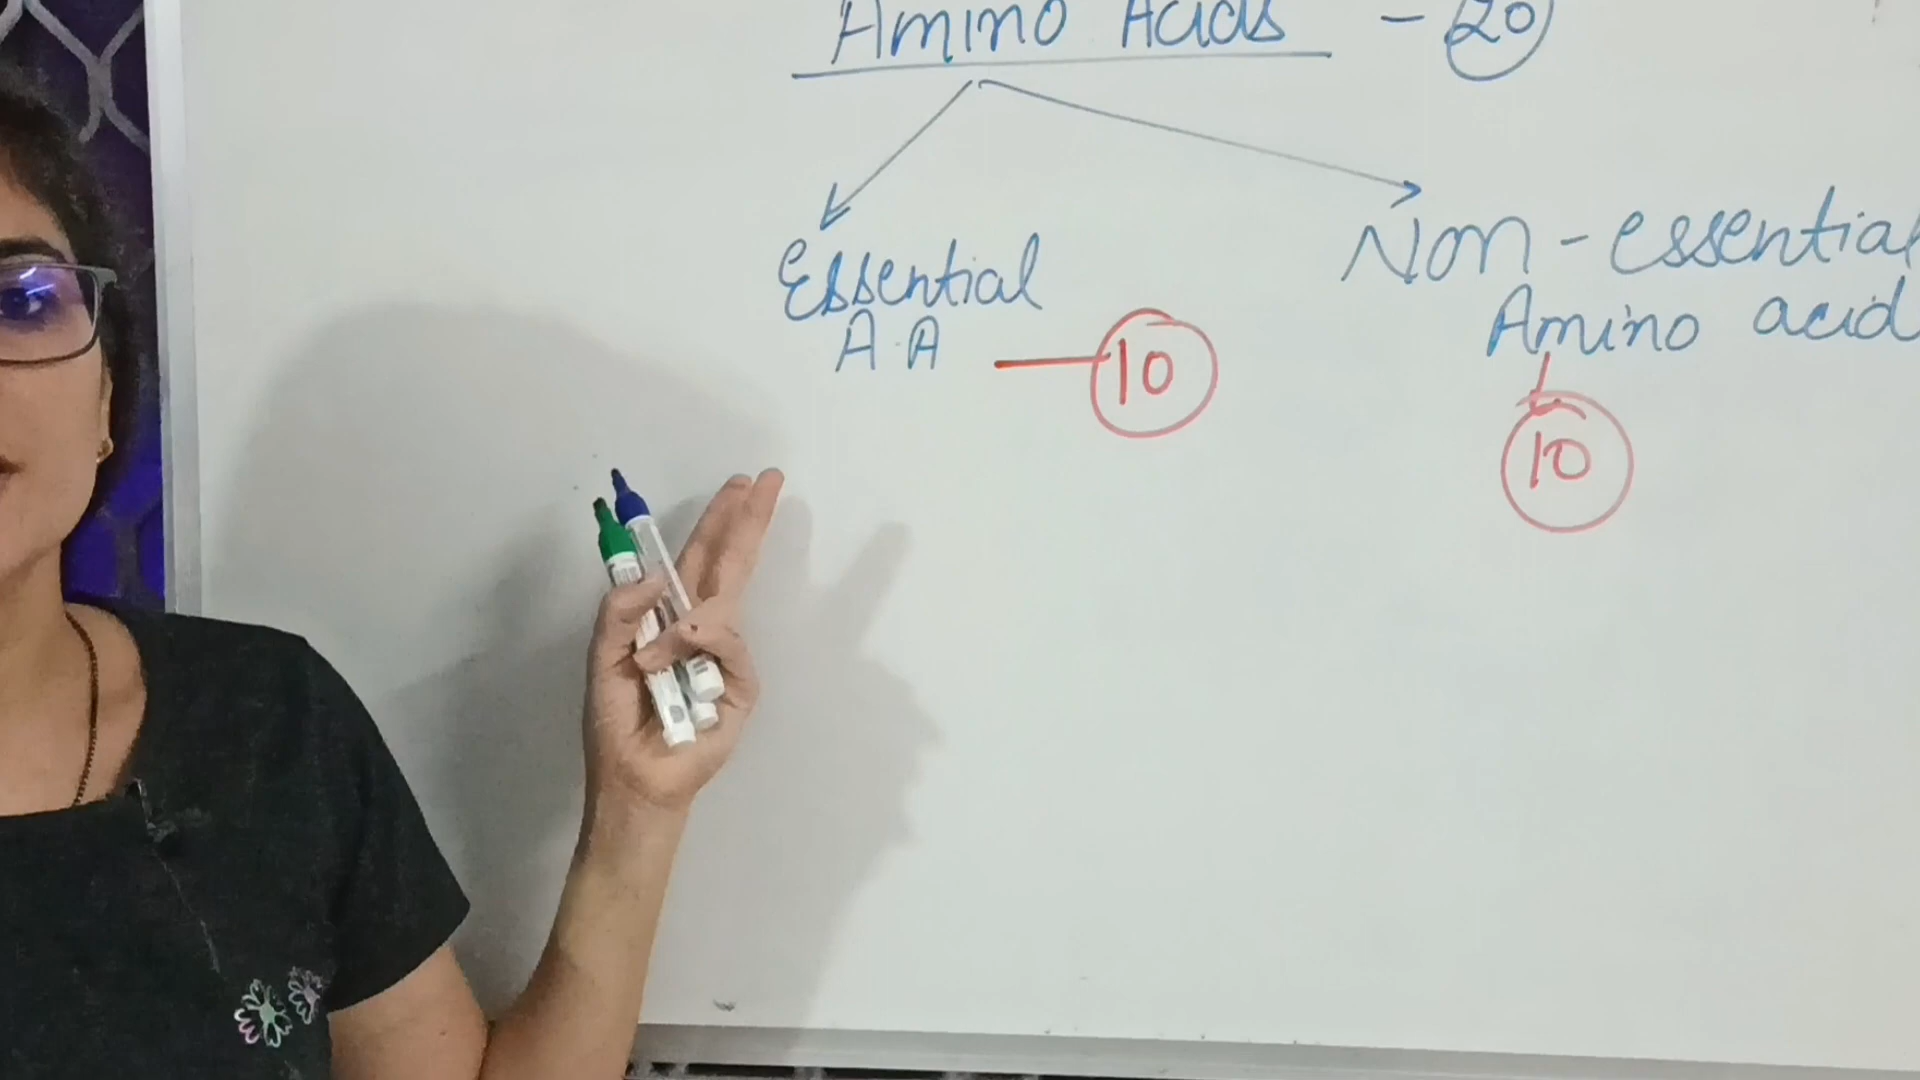 Amino Acids - 20
Essential
A.A - 10
Non-essential
Amino acid
10